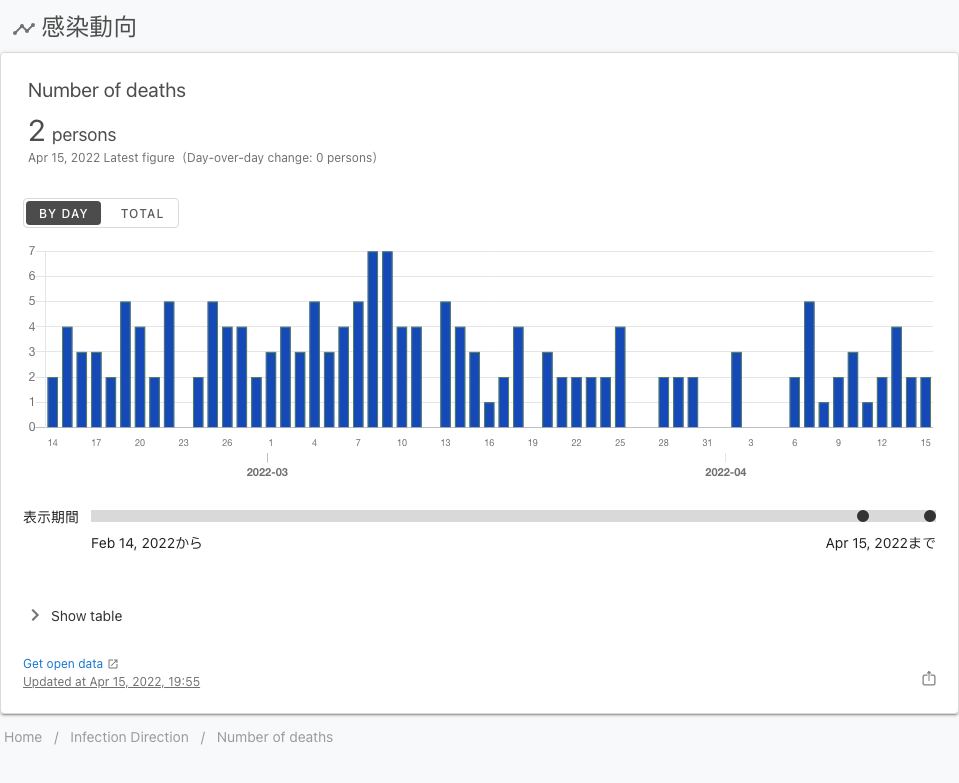 感染動向
Number of deaths
2 persons
Apr 15, 2022 Latest figure (Day-over-day change: 0 persons)
BY DAY TOTAL
7
6
5
4
3
2
1
0
14 17 20 23 26 1 4 7 10 13 16 19 22 25 28 31 3 6 9 12 15
2022-03 2022-04
表示期間
Feb 14, 2022から Apr 15, 2022まで
Show table
Get open data
Updated at Apr 15, 2022, 19:55
Home / Infection Direction / Number of deaths